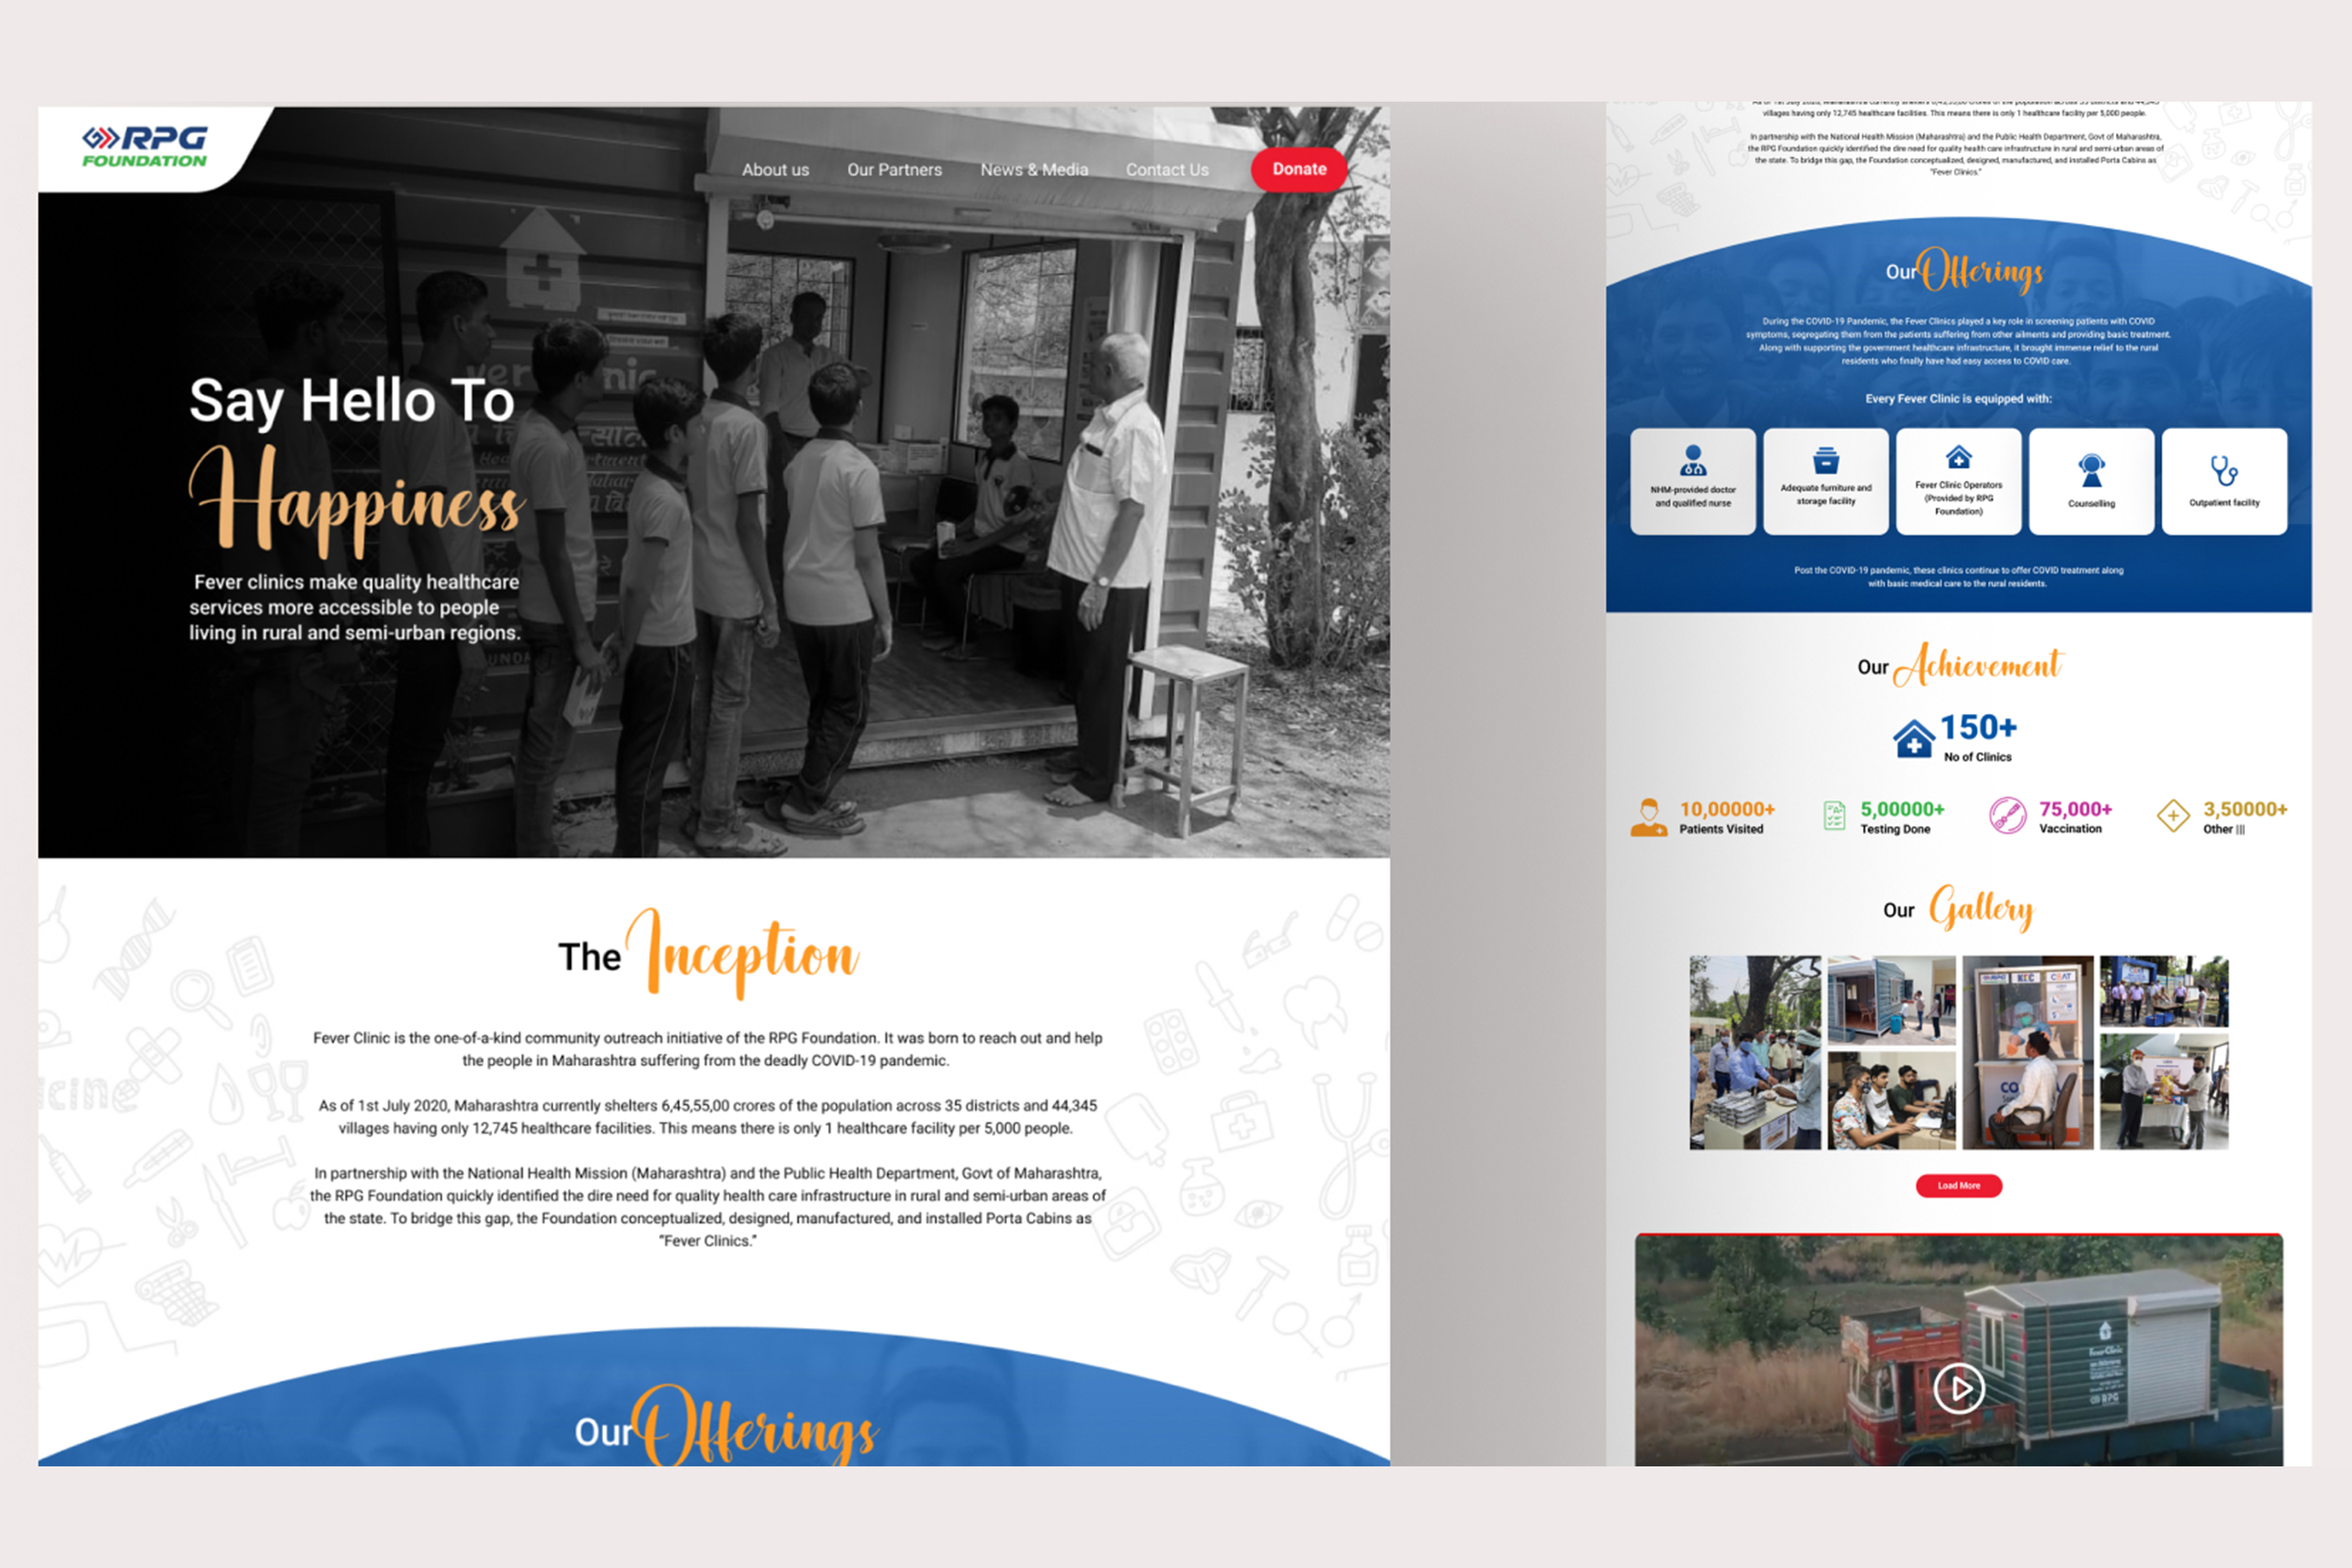 RPG
FOUNDATION
About us
Our Partners
News & Media
Contact Us
Donate
Say Hello To
Happiness
Fever clinics make quality healthcare
services more accessible to people
living in rural and semi-urban regions.
The Inception
Fever Clinic is the one-of-a-kind community outreach initiative of the RPG Foundation. It was born to reach out and help
the people in Maharashtra suffering from the deadly COVID-19 pandemic.
As of 1st July 2020, Maharashtra currently shelters 6,45,55,00 crores of the population across 35 districts and 44,345
villages having only 12,745 healthcare facilities. This means there is only 1 healthcare facility per 5,000 people.
In partnership with the National Health Mission (Maharashtra) and the Public Health Department, Govt of Maharashtra,
the RPG Foundation quickly identified the dire need for quality health care infrastructure in rural and semi-urban areas of
the state. To bridge this gap, the Foundation conceptualized, designed, manufactured, and installed Porta Cabins as
"Fever Clinics."
Our Offerings
villages having only 12,745 healthcare facilities. This means there is only 1 healthcare facility per 5,000 people.
In partnership with the National Health Mission (Maharashtra) and the Public Health Department, Govt of Maharashtra,
the RPG Foundation quickly identified the dire need for quality health care infrastructure in rural and semi-urban areas of
the state. To bridge this gap, the Foundation conceptualized, designed, manufactured, and installed Porta Cabins as
"Fever Clinics."
Our Offerings
During the COVID-19 Pandemic, the Fever Clinics played a key role in screening patients with COVID
symptoms, segregating them from the patients suffering from other ailments and providing basic treatment.
Along with supporting the government healthcare infrastructure, it brought immense relief to the rural
residents who finally have had easy access to COVID care.
Every Fever Clinic is equipped with:
NHM-provided doctor
and qualified nurse
Adequate furniture and
storage facility
Fever Clinic Operators
(Provided by RPG
Foundation)
Counselling
Outpatient facility
Post the COVID-19 pandemic, these clinics continue to offer COVID treatment along
with basic medical care to the rural residents.
Our Achievement
150+
No of Clinics
10,00000+
Patients Visited
5,00000+
Testing Done
75,000+
Vaccination
3,50000+
Other |||
Our Gallery
Load More
FeverClinic
RPG